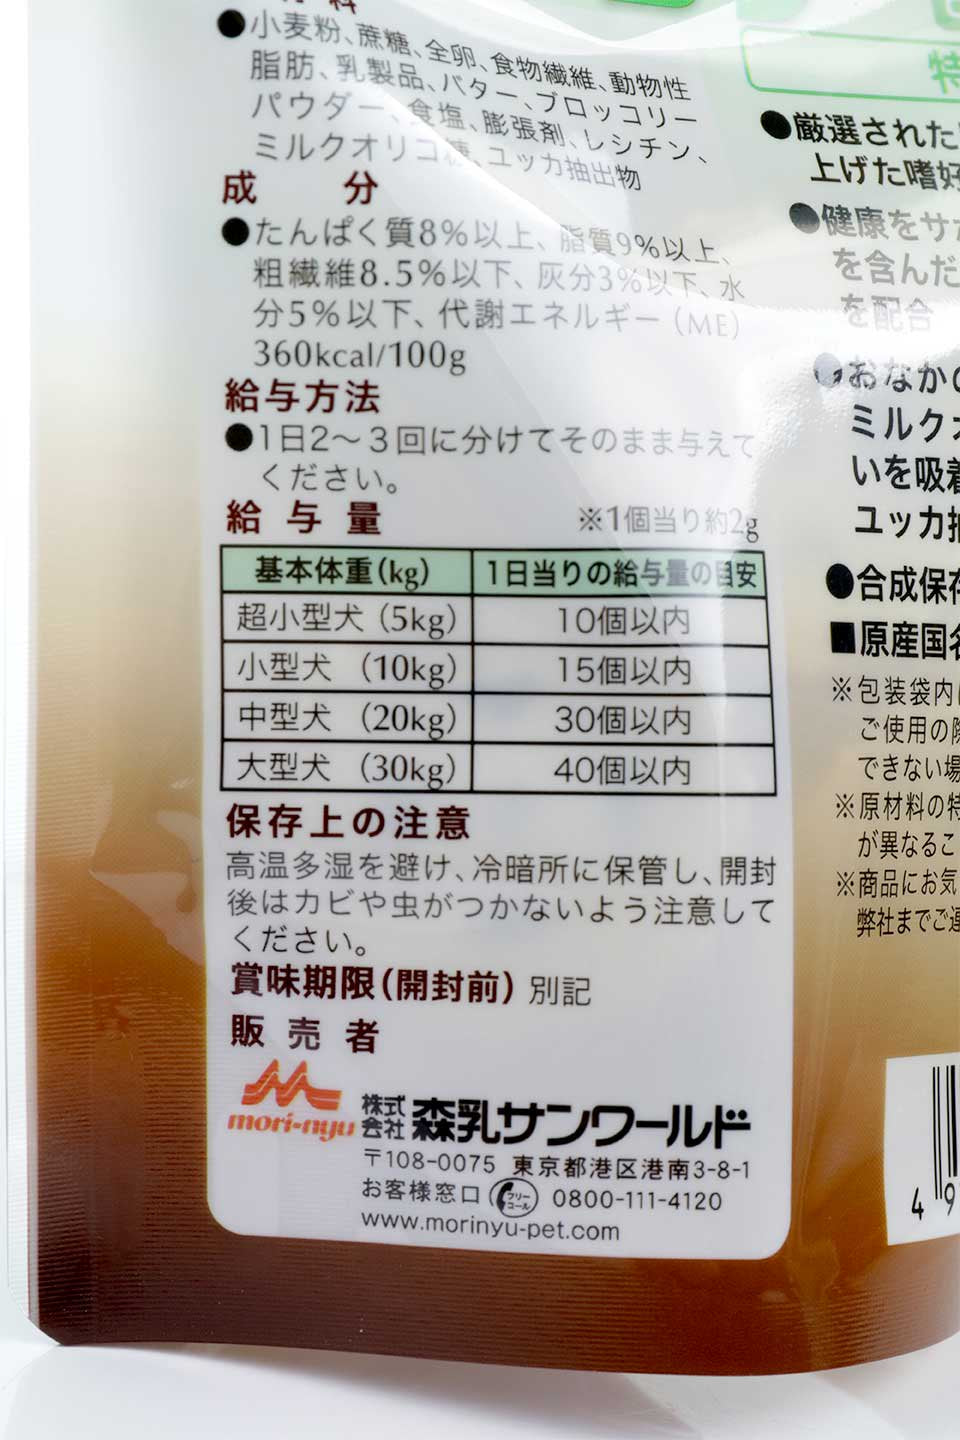 ●小麦粉、蔗糖、全卵、食物繊維、動物性
脂肪、乳製品、バター、ブロッコリー
パウダー、食塩、膨張剤、レシチン、
ミルクオリゴ糖、ユッカ抽出物
成 分
●たんぱく質8%以上、脂質9%以上、
粗繊維8.5%以下、灰分3%以下、水
分5%以下、代謝エネルギー(ME)
360kcal/100g
給与方法
●1日2〜3回に分けてそのまま与えて
ください。
給 与 量 ※1個当り約2g
基本体重(kg) 1日当りの給与量の目安
超小型犬(5kg) 10個以内
小型犬 (10kg) 15個以内
中型犬 (20kg) 30個以内
大型犬 (30kg) 40個以内
保存上の注意
高温多湿を避け、冷暗所に保管し、開封
後はカビや虫がつかないよう注意して
ください。
賞味期限(開封前) 別記
販 売 者
mori-nyu 株式会社 森乳サンワールド
〒108-0075 東京都港区港南3-8-1
お客様窓口 フリーコール 0800-111-4120
www.morinyu-pet.com
特
●厳選された
上げた嗜好
●健康をサポ
を含んだ
を配合
●おなかの
ミルクオ
いを吸着
ユッカ抽
●合成保存
■原産国名
※包装袋内
ご使用の際
できない場
※原材料の特
が異なるこ
※商品にお気
弊社までご連
4 9